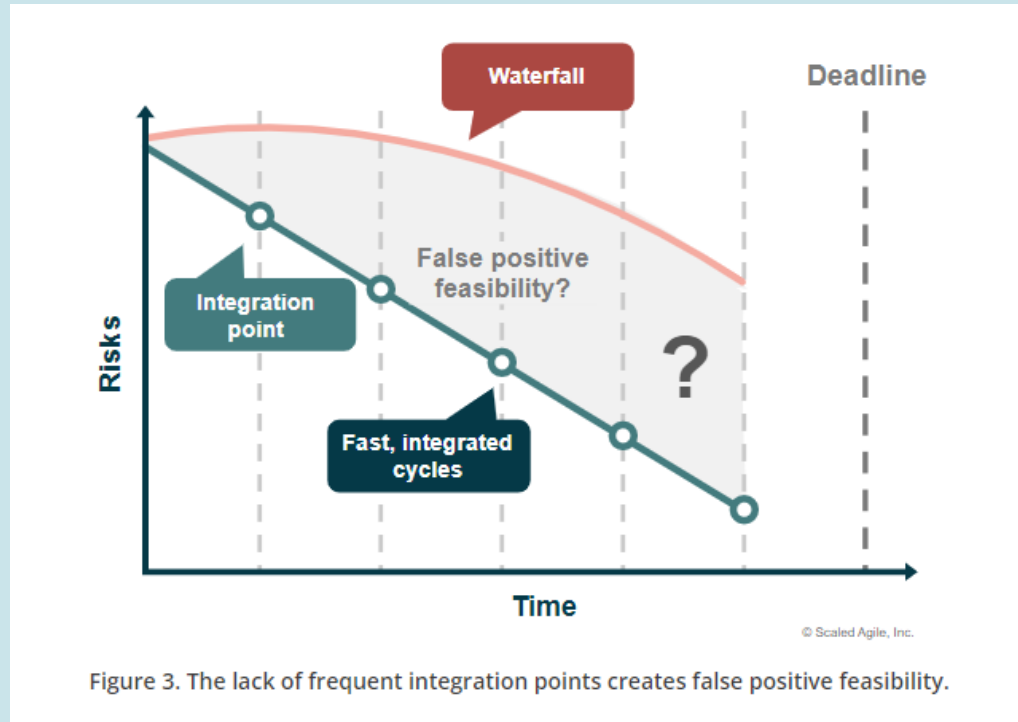 Waterfall
Deadline
False positive
feasibility?
Integration
point
?
Risks
Fast, integrated
cycles
Time
© Scaled Agile, Inc.
Figure 3. The lack of frequent integration points creates false positive feasibility.